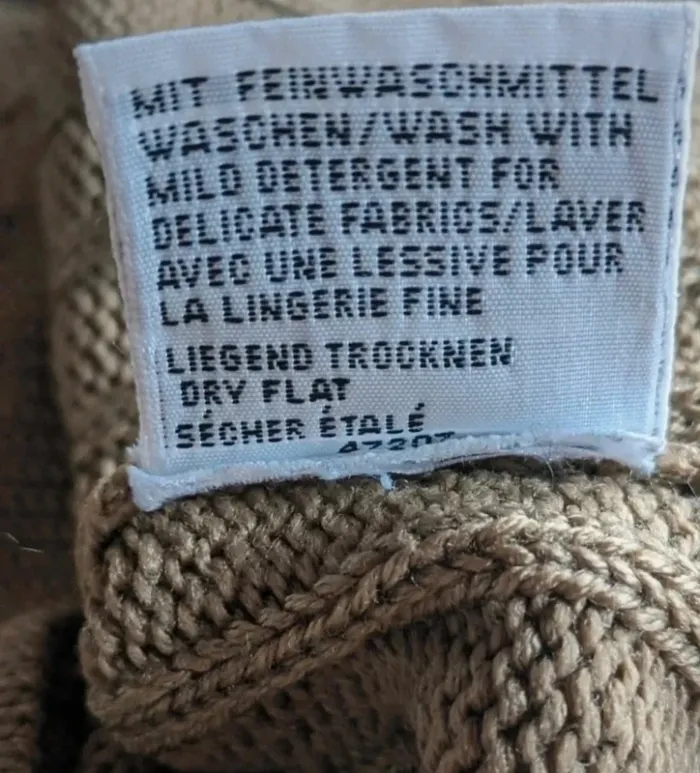 MIT FEINWASCHMITTEL
WASCHEN/WASH WITH
MILD DETERGENT FOR
DELICATE FABRICS/LAVER
AVEC UNE LESSIVE POUR
LA LINGERIE FINE
LIEGEND TROCKNEN
DRY FLAT
SÉCHER ÉTALÉ